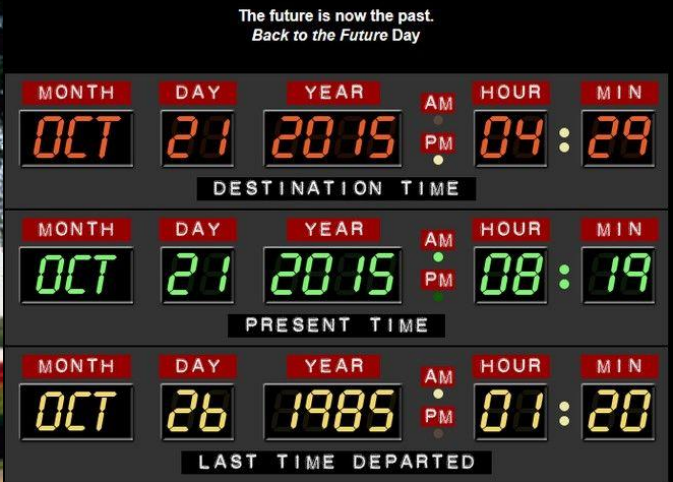 The future is now the past.
Back to the Future Day
MONTH DAY YEAR AM HOUR MIN
OCT 21 2015 PM 04 : 29
DESTINATION TIME
MONTH DAY YEAR AM HOUR MIN
OCT 21 2015 PM 08 : 19
PRESENT TIME
MONTH DAY YEAR AM HOUR MIN
OCT 26 1985 PM 01 : 20
LAST TIME DEPARTED